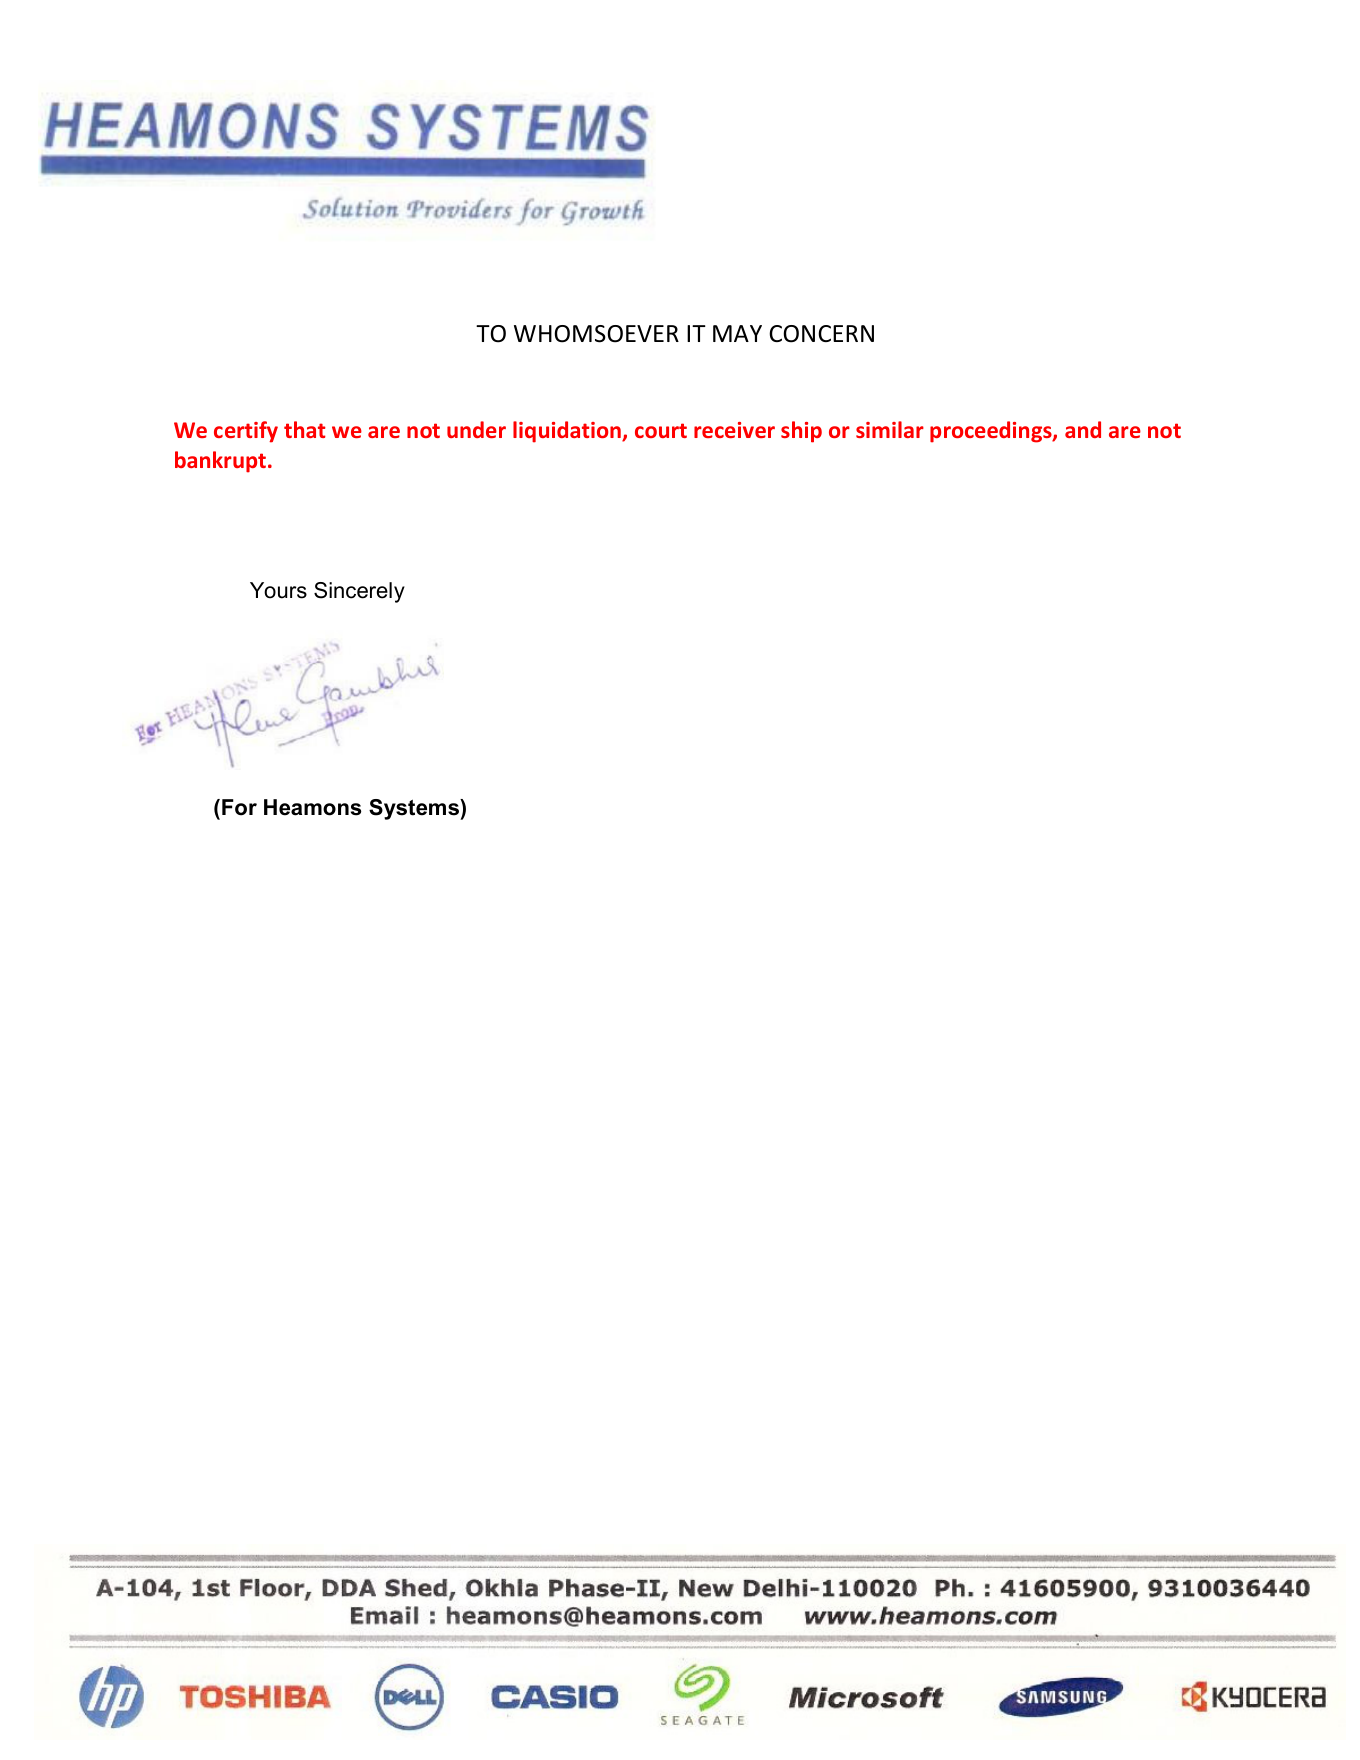 HEAMONS SYSTEMS
Solution Providers for Growth
TO WHOMSOEVER IT MAY CONCERN
We certify that we are not under liquidation, court receiver ship or similar proceedings, and are not
bankrupt.
Yours Sincerely
For HEAMONS SYSTEMS
Gambhir
Prop.
(For Heamons Systems)
A-104, 1st Floor, DDA Shed, Okhla Phase-II, New Delhi-110020 Ph. : 41605900, 9310036440
Email : heamons@heamons.com www.heamons.com
hp TOSHIBA DELL CASIO SEAGATE Microsoft SAMSUNG KYOCERA